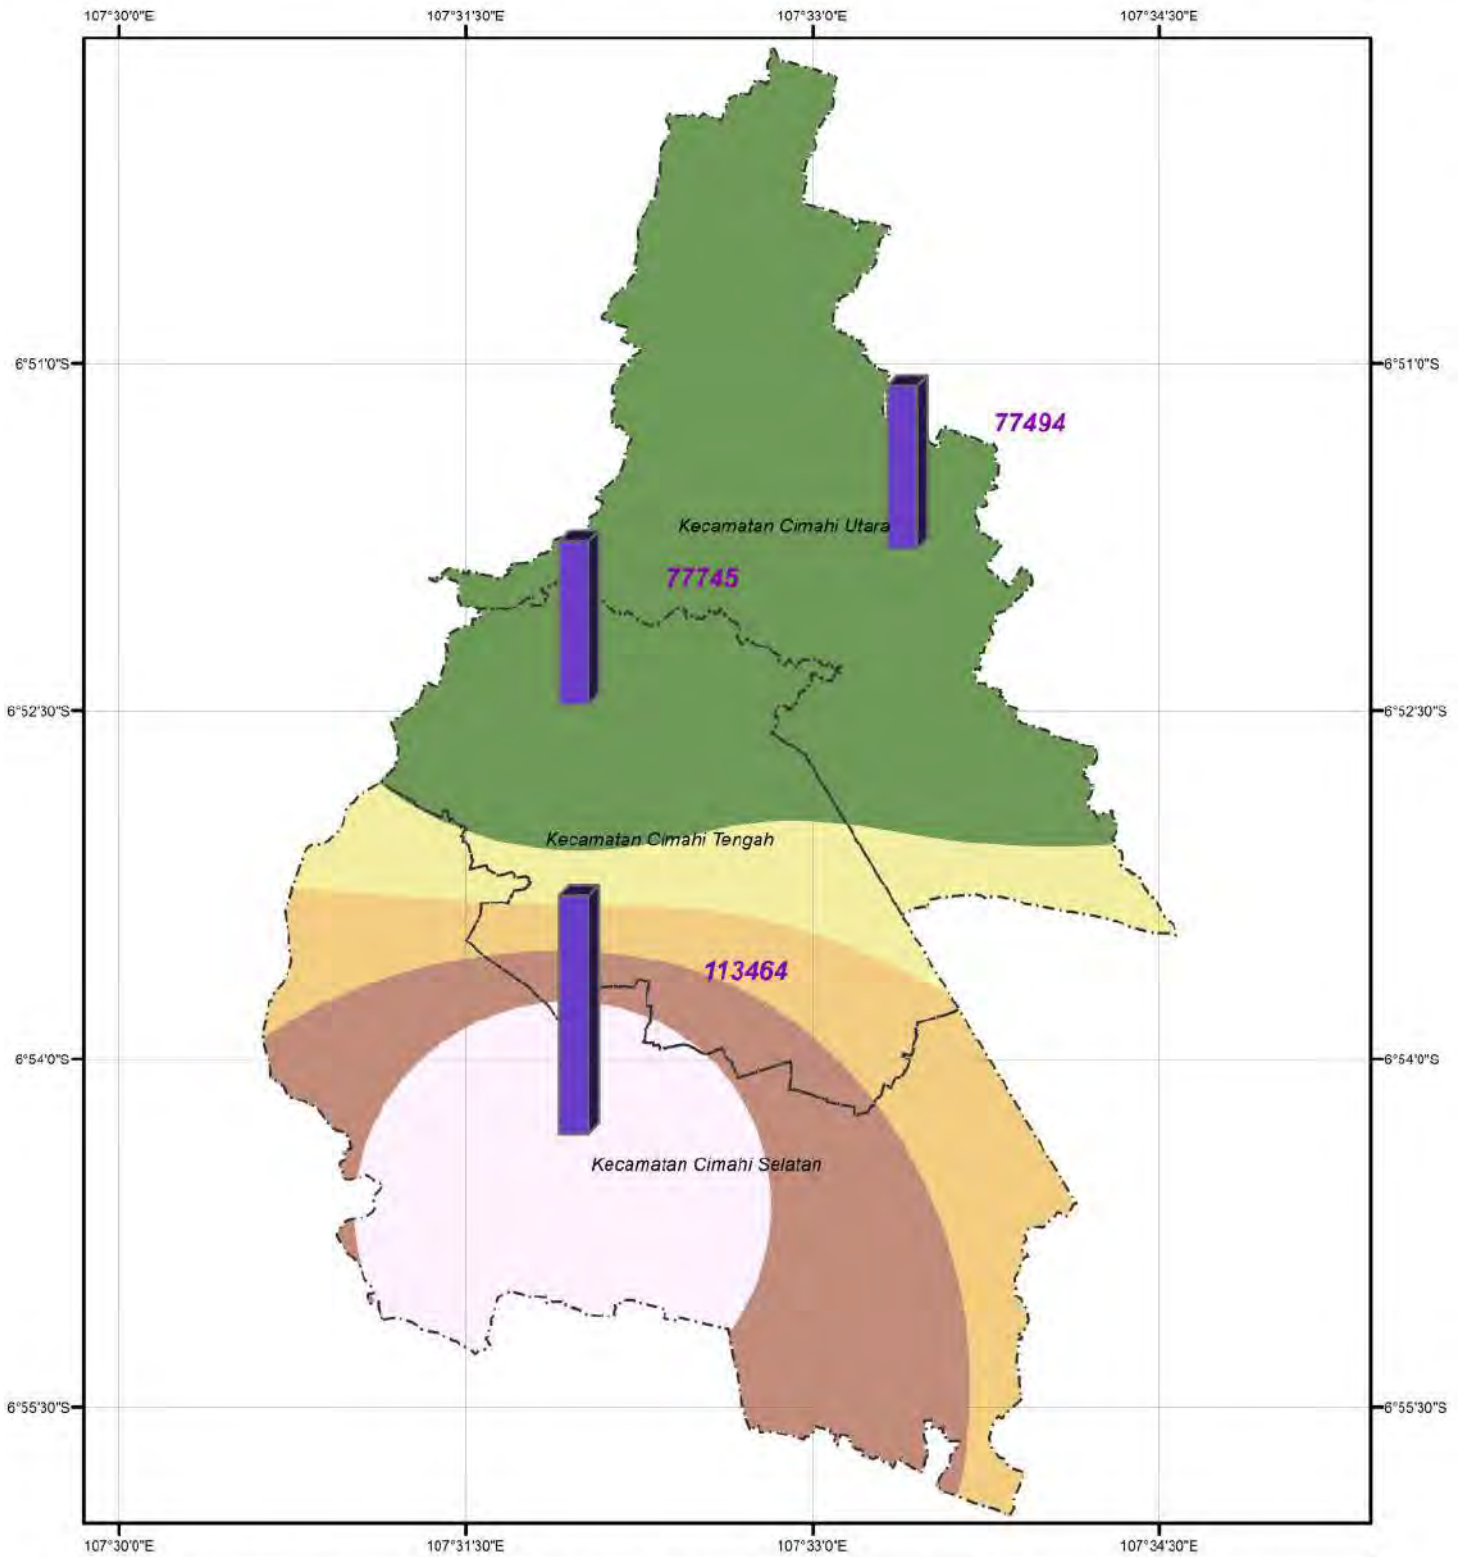 107°30'0"E 107°31'30"E 107°33'0"E 107°34'30"E
6°51'0"S 6°51'0"S
77494
Kecamatan Cimahi Utara
77745
6°52'30"S 6°52'30"S
Kecamatan Cimahi Tengah
113464
6°54'0"S 6°54'0"S
Kecamatan Cimahi Selatan
6°55'30"S 6°55'30"S
107°30'0"E 107°31'30"E 107°33'0"E 107°34'30"E